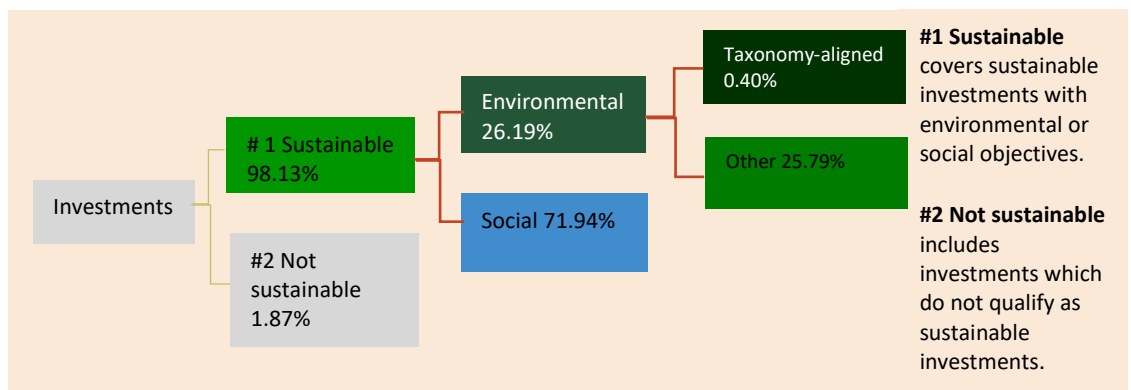 Investments
# 1 Sustainable
98.13%
#2 Not
sustainable
1.87%
Environmental
26.19%
Social 71.94%
Taxonomy-aligned
0.40%
Other 25.79%
#1 Sustainable
covers sustainable
investments with
environmental or
social objectives.
#2 Not sustainable
includes
investments which
do not qualify as
sustainable
investments.